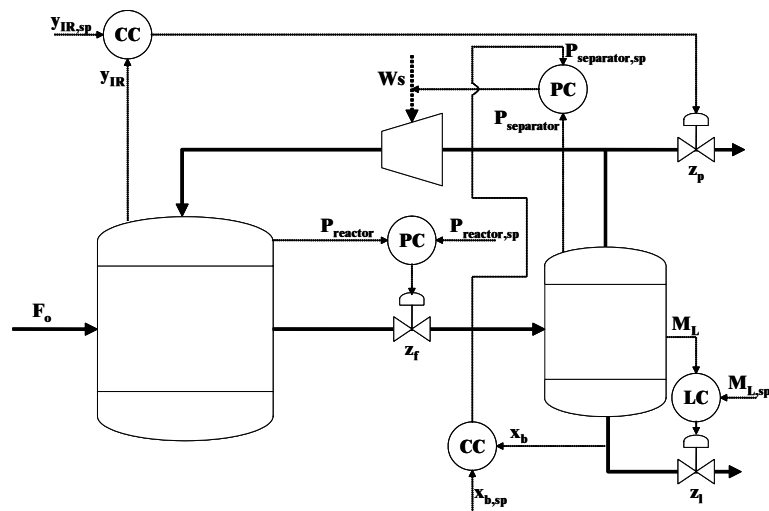 y_IR,sp
CC
y_IR
Ws
P_separator,sp
PC
P_separator
z_p
P_reactor
PC
P_reactor,sp
F_o
z_f
M_L
LC
M_L,sp
CC
x_b
x_b,sp
z_l